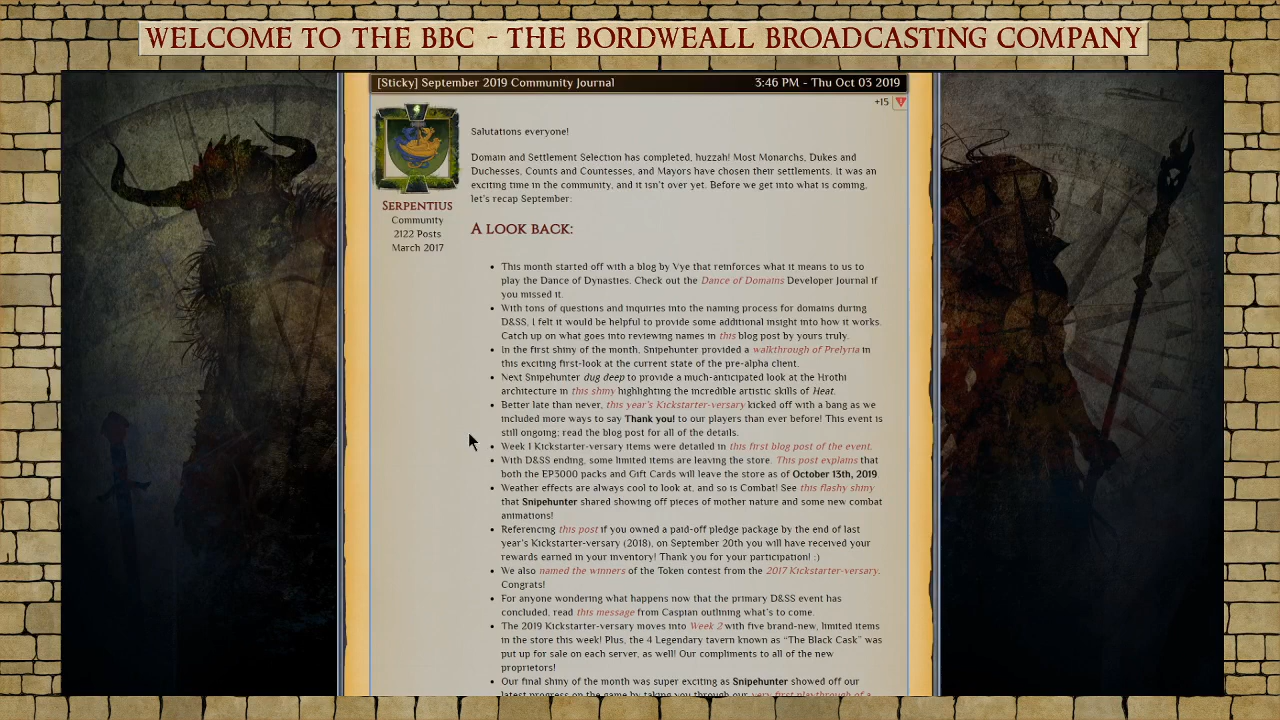 WELCOME TO THE BBC - THE BORDWEALL BROADCASTING COMPANY
[Sticky] September 2019 Community Journal
3:46 PM - Thu Oct 03 2019
+15
Salutations everyone!
Domain and Settlement Selection has completed, huzzah! Most Monarchs, Dukes and
Duchesses, Counts and Countesses, and Mayors have chosen their settlements. It was an
exciting time in the community, and it isn't over yet. Before we get into what is coming,
let's recap September:
SERPENTIUS
Community
2122 Posts
March 2017
A LOOK BACK:
• This month started off with a blog by Vye that reinforces what it means to us to
play the Dance of Dynasties. Check out the Dance of Domains Developer Journal if
you missed it.
• With tons of questions and inquiries into the naming process for domains during
D&SS, I felt it would be helpful to provide some additional insight into how it works.
Catch up on what goes into reviewing names in this blog post by yours truly.
• In the first shiny of the month, Snipehunter provided a walkthrough of Prelyria in
this exciting first-look at the current state of the pre-alpha client.
• Next Snipehunter dug deep to provide a much-anticipated look at the Hrothi
architecture in this shiny highlighting the incredible artistic skills of Heat.
• Better late than never, this year's Kickstarter-versary kicked off with a bang as we
included more ways to say Thank you! to our players than ever before! This event is
still ongoing; read the blog post for all of the details.
• Week 1 Kickstarter-versary items were detailed in this first blog post of the event.
• With D&SS ending, some limited items are leaving the store. This post explains that
both the EP3000 packs and Gift Cards will leave the store as of October 13th, 2019.
• Weather effects are always cool to look at, and so is Combat! See this flashy shiny
that Snipehunter shared showing off pieces of mother nature and some new combat
animations!
• Referencing this post if you owned a paid-off pledge package by the end of last
year's Kickstarter-versary (2018), on September 20th you will have received your
rewards earned in your inventory! Thank you for your participation! :)
• We also named the winners of the Token contest from the 2017 Kickstarter-versary.
Congrats!
• For anyone wondering what happens now that the primary D&SS event has
concluded, read this message from Caspian outlining what's to come.
• The 2019 Kickstarter-versary moves into Week 2 with five brand-new, limited items
in the store this week! Plus, the 4 Legendary tavern known as “The Black Cask” was
put up for sale on each server, as well! Our compliments to all of the new
proprietors!
• Our final shiny of the month was super exciting as Snipehunter showed off our
latest progress on the game by taking you through our very first playthrough of a